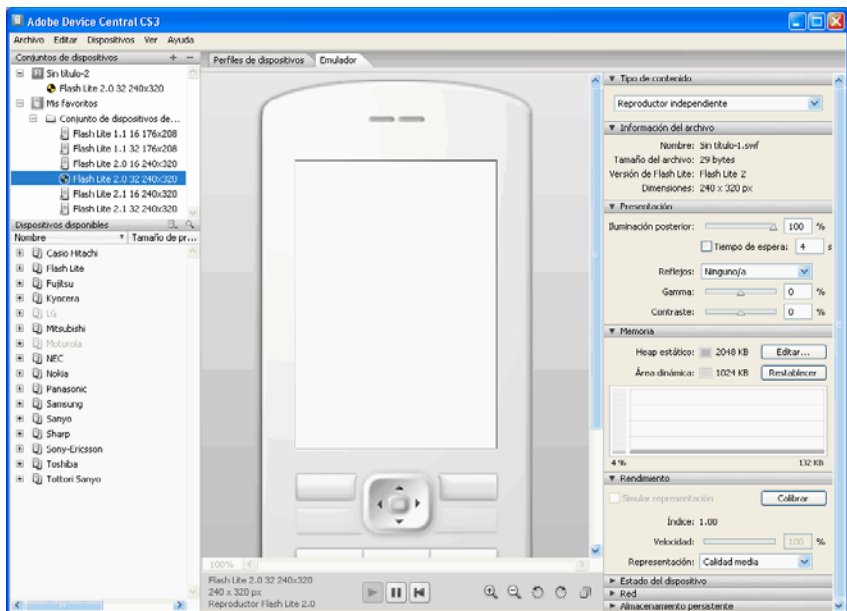 Adobe Device Central CS3
Archivo Editar Dispositivos Ver Ayuda
Conjuntos de dispositivos
Sin título-2
Flash Lite 2.0 32 240x320
Mis favoritos
Conjunto de dispositivos de...
Flash Lite 1.1 16 176x208
Flash Lite 1.1 32 176x208
Flash Lite 2.0 16 240x320
Flash Lite 2.0 32 240x320
Flash Lite 2.1 16 240x320
Flash Lite 2.1 32 240x320
Dispositivos disponibles
Nombre Tamaño de pr...
Casio Hitachi
Flash Lite
Fujitsu
Kyocera
LG
Mitsubishi
Motorola
NEC
Nokia
Panasonic
Samsung
Sanyo
Sharp
Sony-Ericsson
Toshiba
Tottori Sanyo
Perfiles de dispositivos Emulador
100%
Flash Lite 2.0 32 240x320
240 x 320 px
Reproductor Flash Lite 2.0
Tipo de contenido
Reproductor independiente
Información del archivo
Nombre: Sin título-1.swf
Tamaño del archivo: 29 bytes
Versión de Flash Lite: Flash Lite 2
Dimensiones: 240 x 320 px
Presentación
Iluminación posterior: 100 %
Tiempo de espera: 4 s
Reflejos: Ninguno/a
Gamma: 0 %
Contraste: 0 %
Memoria
Heap estático: 2048 KB Editar...
Área dinámica: 1024 KB Restablecer
4 % 132 KB
Rendimiento
Simular representación Calibrar
Índice: 1.00
Velocidad: 100 %
Representación: Calidad media
Estado del dispositivo
Red
Almacenamiento persistente